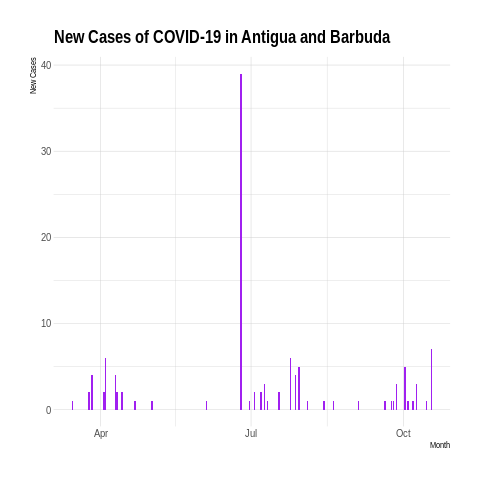 New Cases of COVID-19 in Antigua and Barbuda
New Cases
40
30
20
10
0
Apr
Jul
Oct
Month